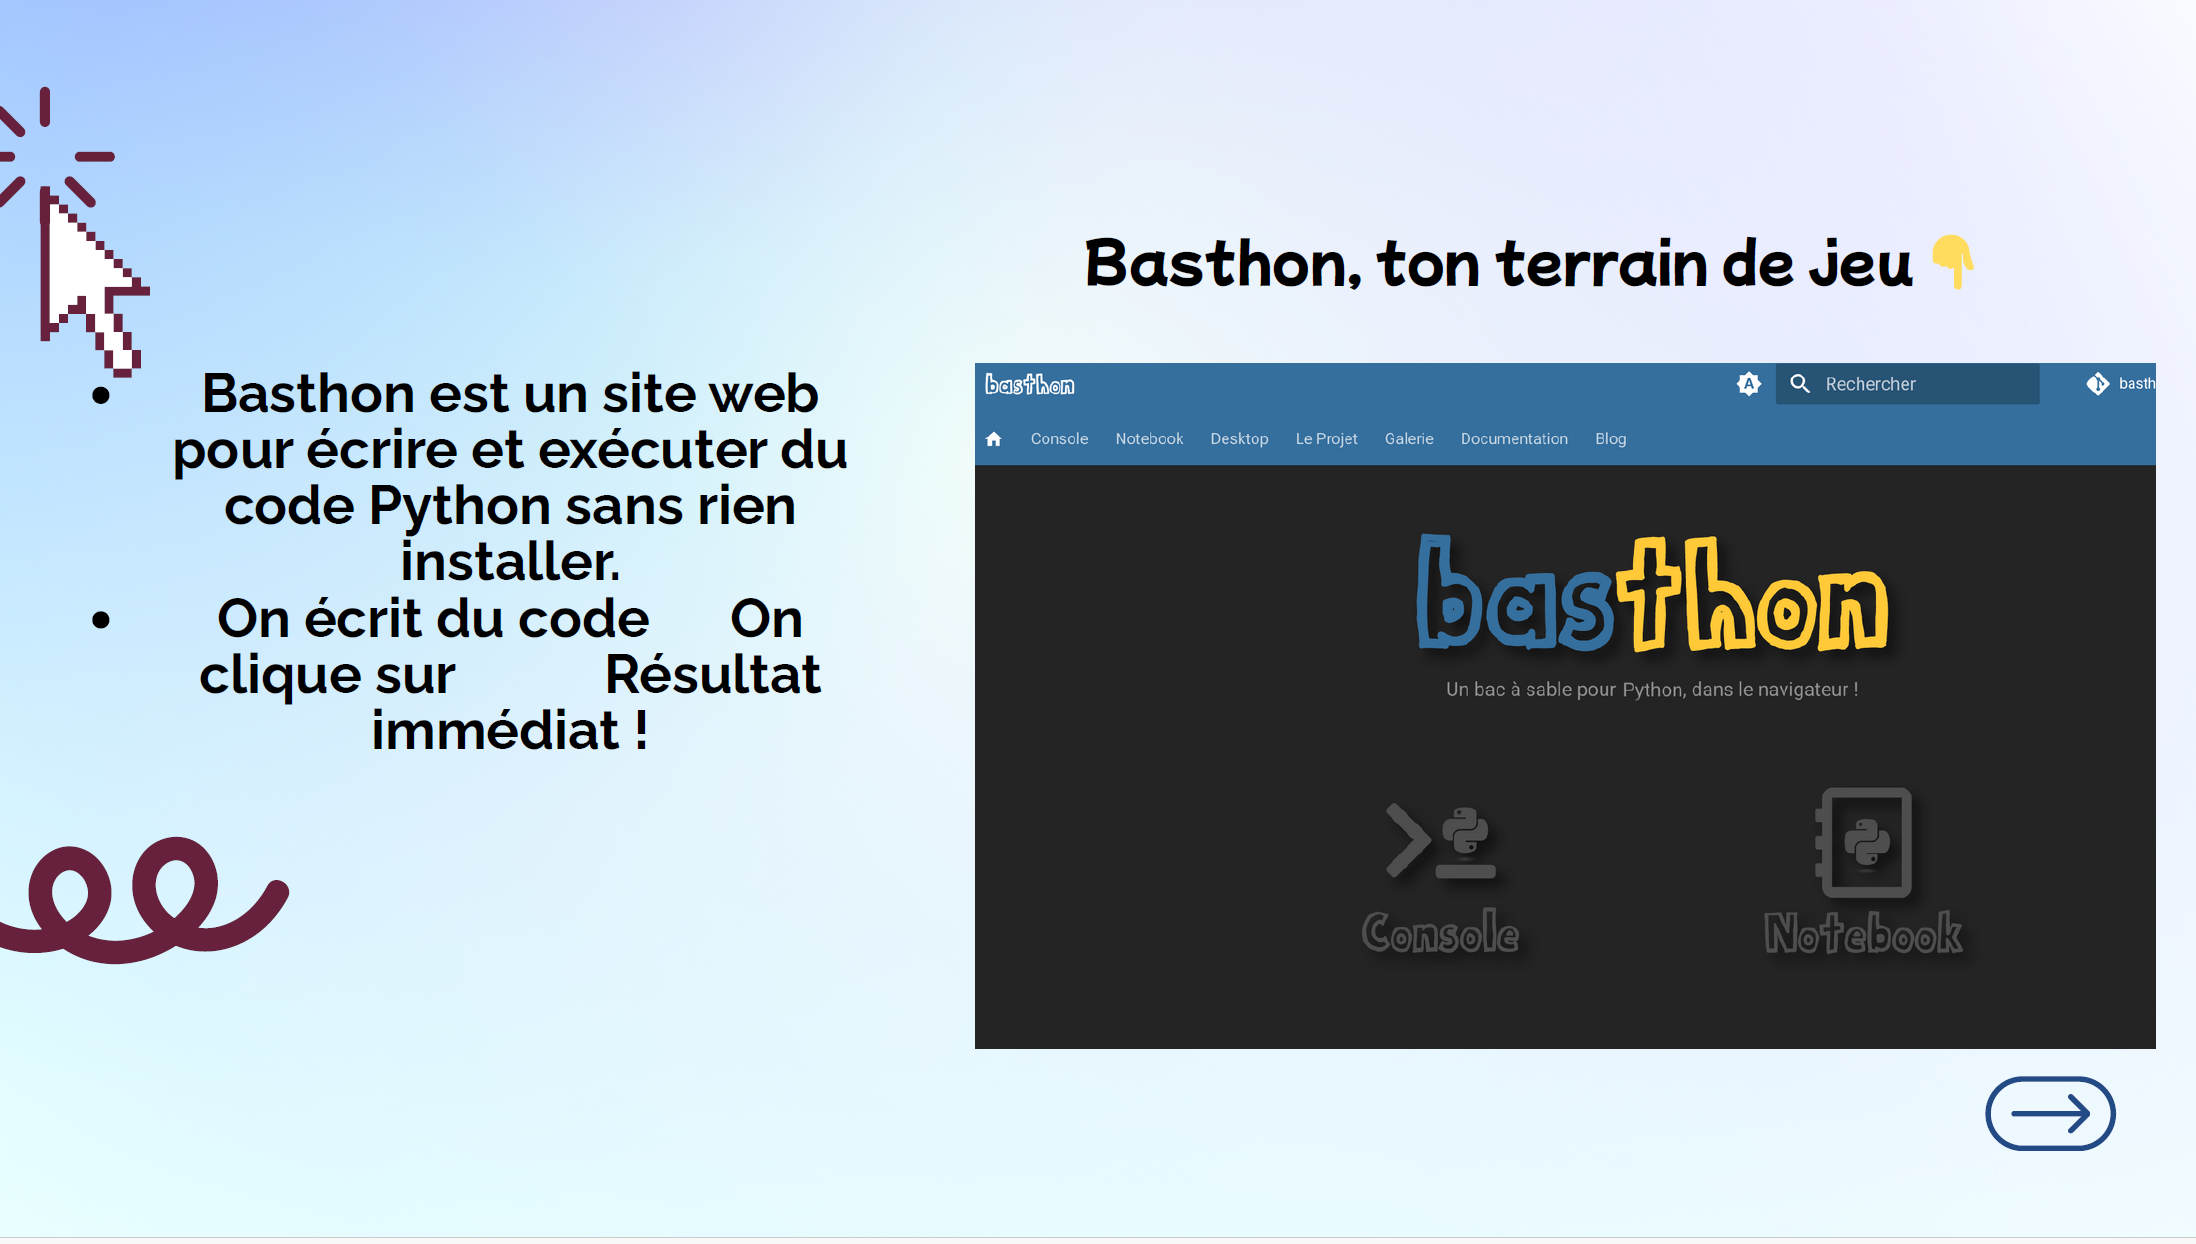 Basthon, ton terrain de jeu 👇
• Basthon est un site web
pour écrire et exécuter du
code Python sans rien
installer.
• On écrit du code On
clique sur Résultat
immédiat !
basthon
A
Rechercher
basth
Console Notebook Desktop Le Projet Galerie Documentation Blog
basthon
Un bac à sable pour Python, dans le navigateur !
Console Notebook